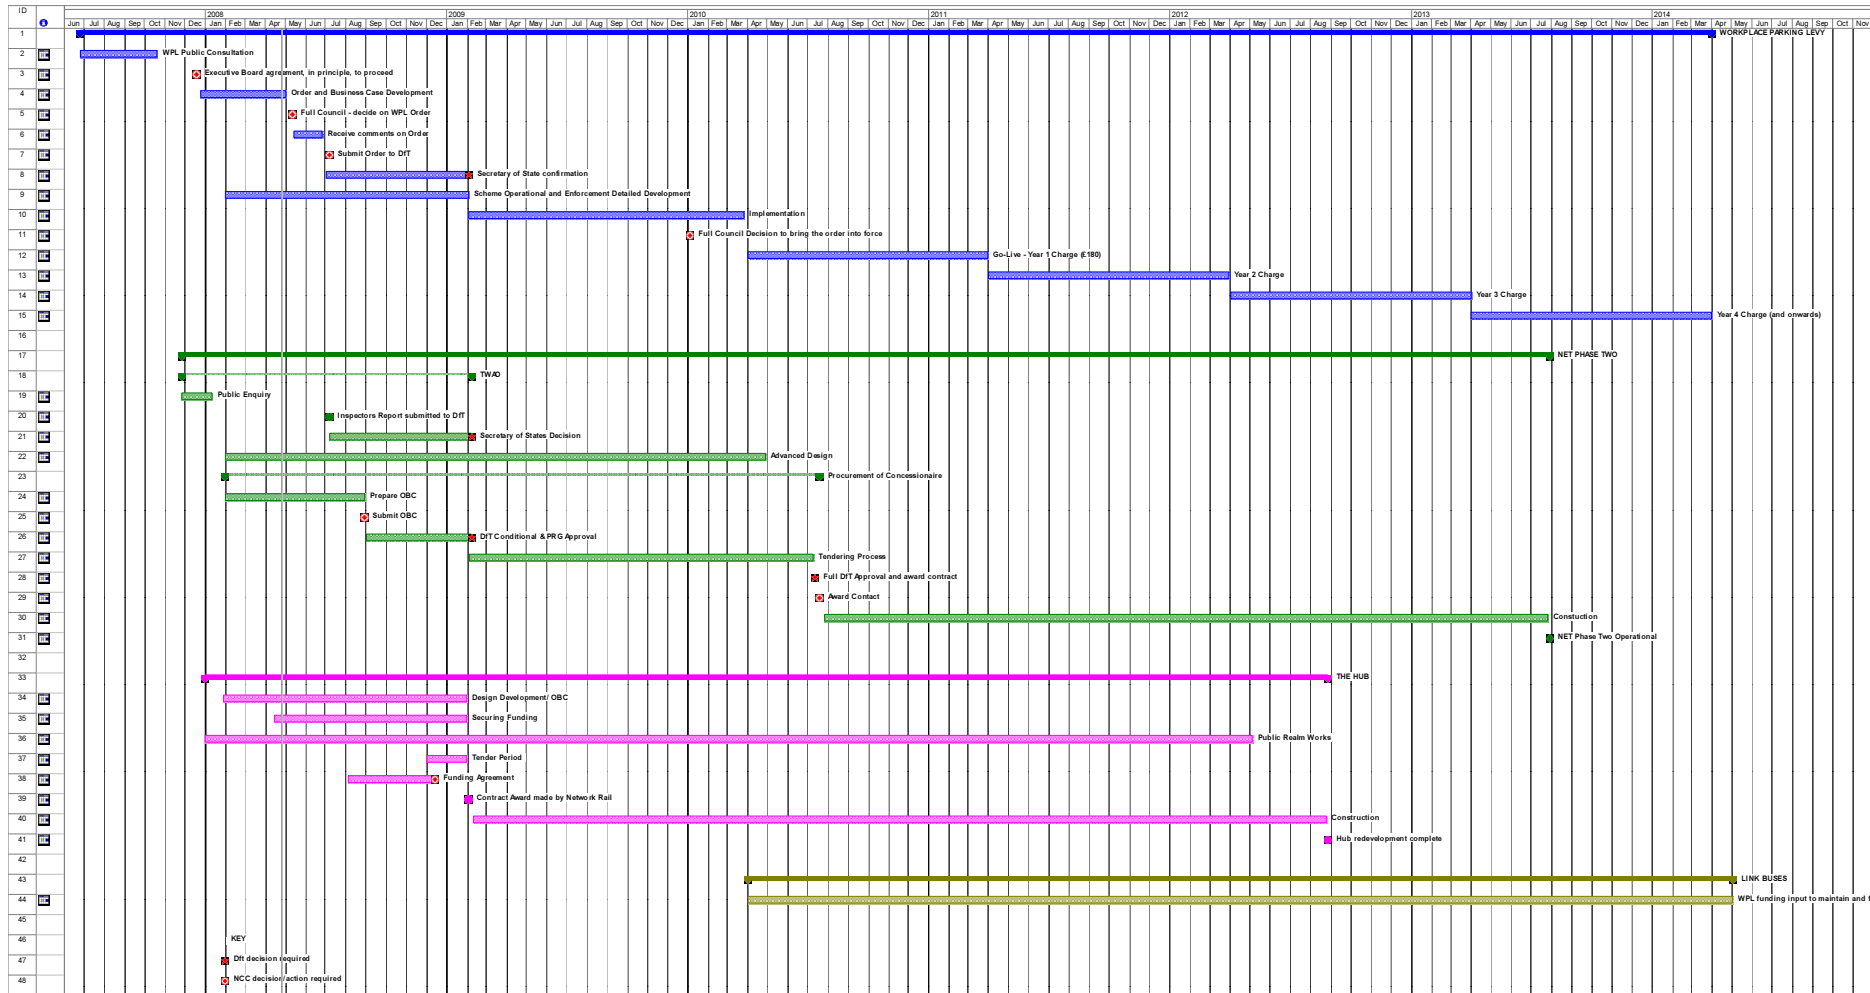 ID
2008 2009 2010 2011 2012 2013 2014
Jun Jul Aug Sep Oct Nov Dec Jan Feb Mar Apr May Jun Jul Aug Sep Oct Nov Dec Jan Feb Mar Apr May Jun Jul Aug Sep Oct Nov Dec Jan Feb Mar Apr May Jun Jul Aug Sep Oct Nov Dec Jan Feb Mar Apr May Jun Jul Aug Sep Oct Nov Dec Jan Feb Mar Apr May Jun Jul Aug Sep Oct Nov Dec Jan Feb Mar Apr May Jun Jul Aug Sep Oct Nov Dec Jan Feb Mar Apr May Jun Jul Aug Sep Oct Nov
1 WORKPLACE PARKING LEVY
2 WPL Public Consultation
3 Executive Board agreement, in principle, to proceed
4 Order and Business Case Development
5 Full Council - decide on WPL Order
6 Receive comments on Order
7 Submit Order to DfT
8 Secretary of State confirmation
9 Scheme Operational and Enforcement Detailed Development
10 Implementation
11 Full Council Decision to bring the order into force
12 Go-Live - Year 1 Charge (£180)
13 Year 2 Charge
14 Year 3 Charge
15 Year 4 Charge (and onwards)
16
17 NET PHASE TWO
18 TWAO
19 Public Enquiry
20 Inspectors Report submitted to DfT
21 Secretary of States Decision
22 Advanced Design
23 Procurement of Concessionaire
24 Prepare OBC
25 Submit OBC
26 DfT Conditional & PRG Approval
27 Tendering Process
28 Full DfT Approval and award contract
29 Award Contact
30 Constuction
31 NET Phase Two Operational
32
33 THE HUB
34 Design Development/ OBC
35 Securing Funding
36 Public Realm Works
37 Tender Period
38 Funding Agreement
39 Contract Award made by Network Rail
40 Construction
41 Hub redevelopment complete
42
43 LINK BUSES
44 WPL funding input to maintain and f
45
46 KEY
47 Dft decision required
48 NCC decision/action required